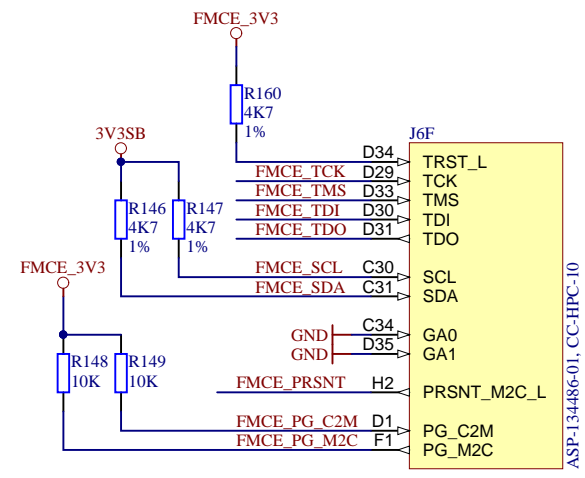 FMCE_3V3
R160
4K7
1%
J6F
3V3SB
D34
TRST_L
FMCE_TCK
D29
TCK
FMCE_TMS
D33
TMS
R146
4K7
1%
R147
4K7
1%
FMCE_TDI
D30
TDI
FMCE_TDO
D31
TDO
FMCE_3V3
FMCE_SCL
C30
SCL
FMCE_SDA
C31
SDA
GND
C34
GA0
GND
D35
GA1
R148
10K
R149
10K
FMCE_PRSNT
H2
PRSNT_M2C_L
FMCE_PG_C2M
D1
PG_C2M
FMCE_PG_M2C
F1
PG_M2C
ASP-134486-01, CC-HPC-10